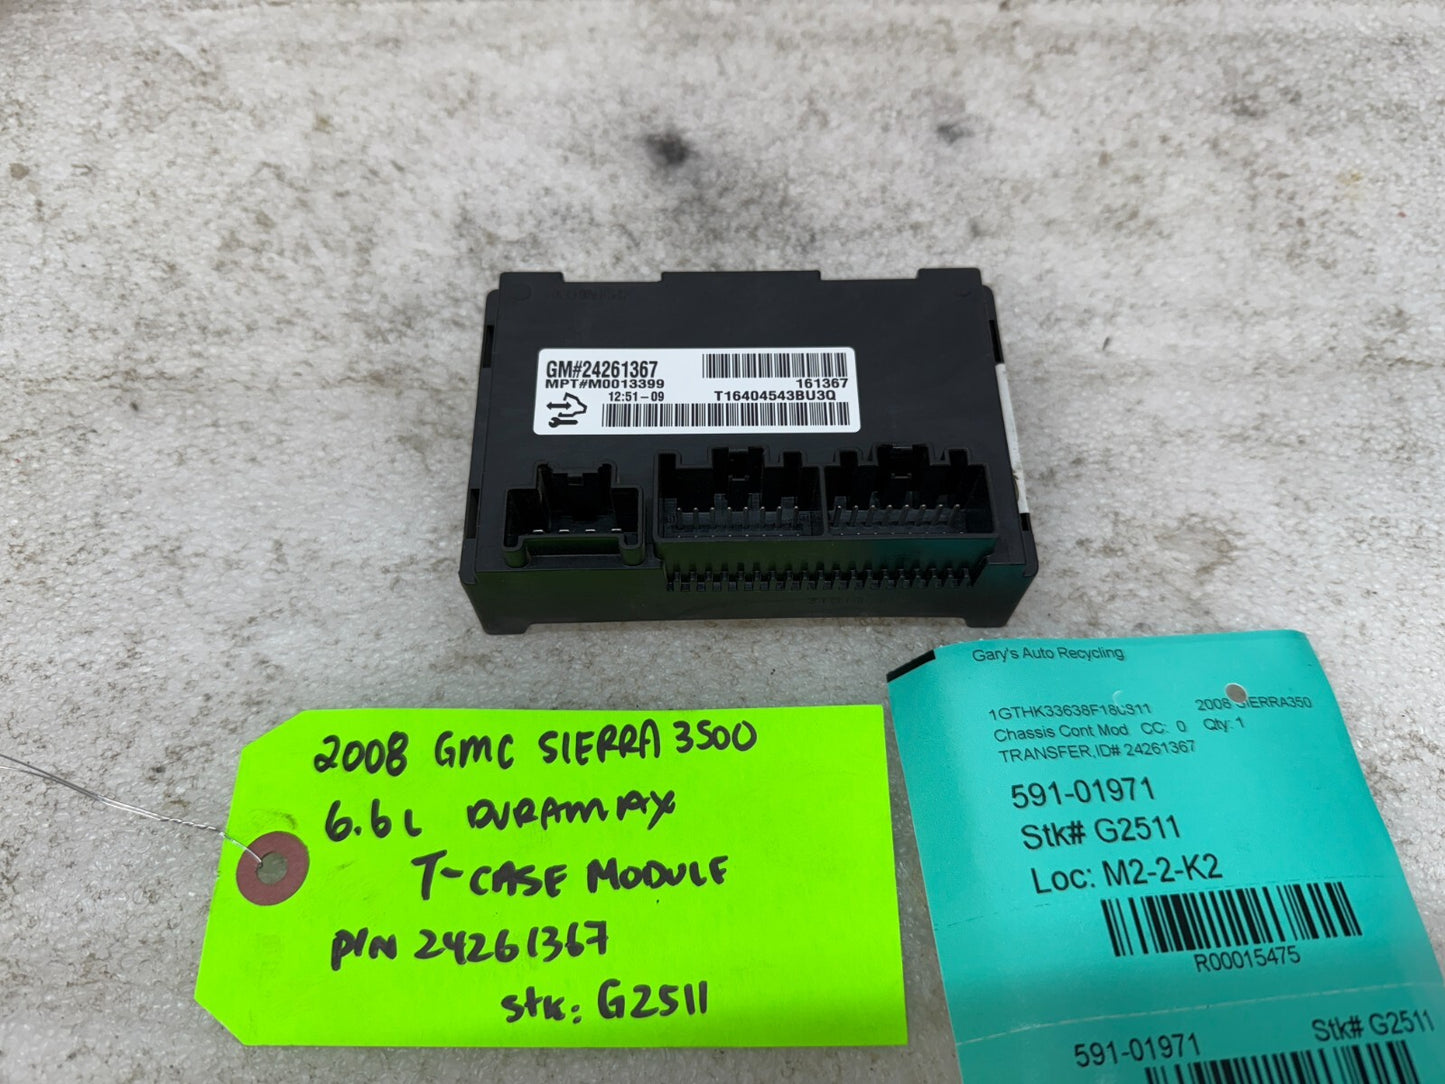 GM#24261367
MPT#M0013399
161367
12:51-09
T16404543BU3Q
2008 GMC SIERRA 3500
6.6L DURAMAX
T-CASE MODULE
P/N 24261367
Stk: G2511
Gary's Auto Recycling
2008 SIERRA350
Chassis Cont Mod CC: 0 Qty: 1
TRANSFER,ID# 24261367
591-01971
Stk# G2511
Loc: M2-2-K2
R00015475
591-01971 Stk# G2511